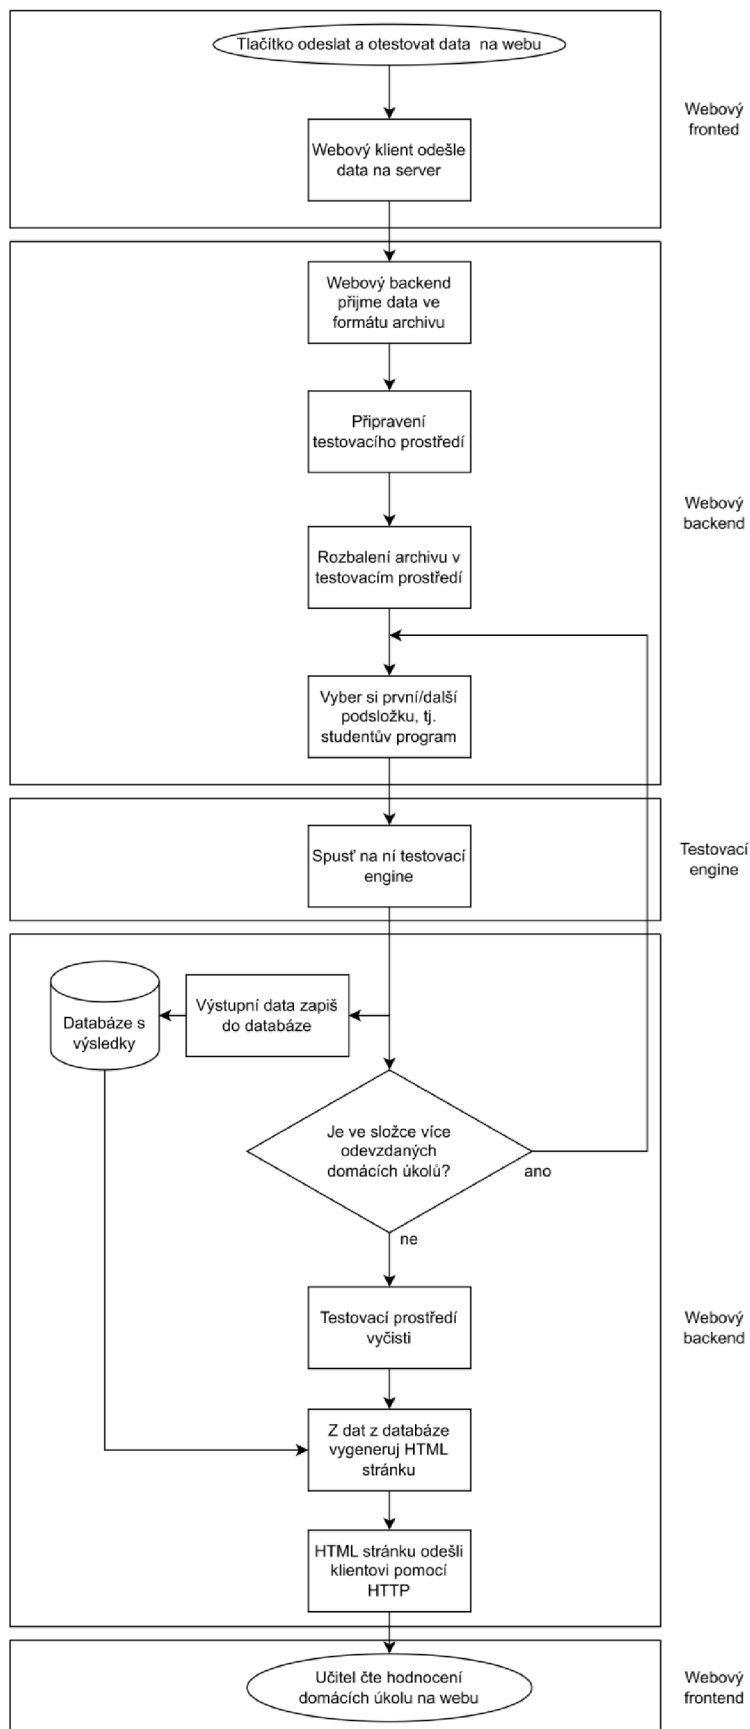 Tlačítko odeslat a otestovat data na webu
Webový klient odešle
data na server
Webový
fronted
Webový backend
přijme data ve
formátu archivu
Připravení
testovacího prostředí
Rozbalení archivu v
testovacím prostředí
Vyber si první/další
podsložku, tj.
studentův program
Webový
backend
Spusť na ní testovací
engine
Testovací
engine
Výstupní data zapiš
do databáze
Databáze s
výsledky
Je ve složce více
odevzdaných
domácích úkolů?
ano
ne
Testovací prostředí
vyčisti
Z dat z databáze
vygeneruj HTML
stránku
HTML stránku odešli
klientovi pomocí
HTTP
Webový
backend
Učitel čte hodnocení
domácích úkolu na webu
Webový
frontend